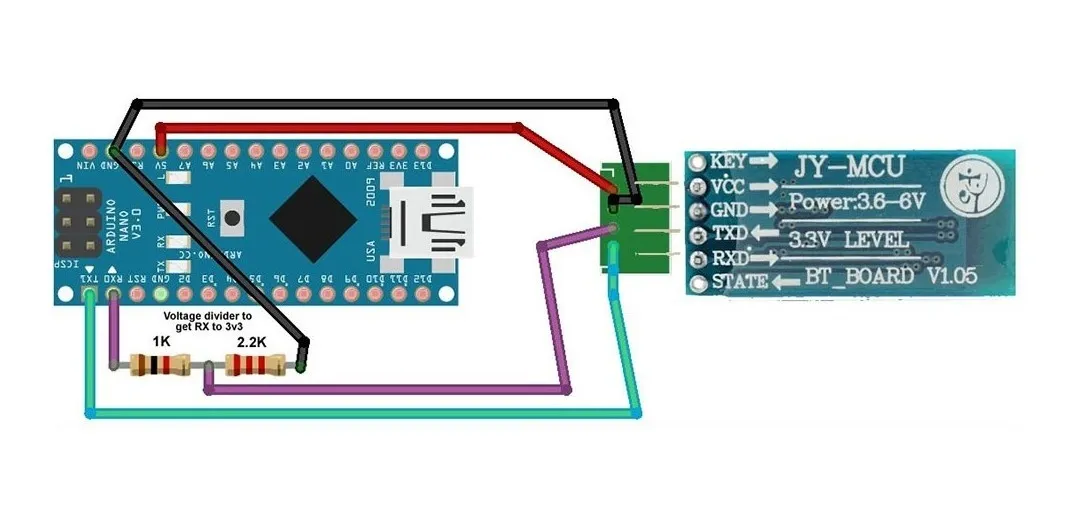 VIN GND RST 5V A7 A6 A5 A4 A3 A2 A1 A0 REF 3V3 D13
1
L
PWR
RX
TX
ARDUINO
NANO
V3.0
ICSP
RST
ARDUINO.CC
2009
USA
TX1 RX0 RST GND D2 D3 D4 D5 D6 D7 D8 D9 D10 D11 D12
Voltage divider to
get RX to 3v3
1K
2.2K
KEY
VCC
GND
TXD
RXD
STATE
JY-MCU
Power:3.6-6V
3.3V LEVEL
BT_BOARD V1.05